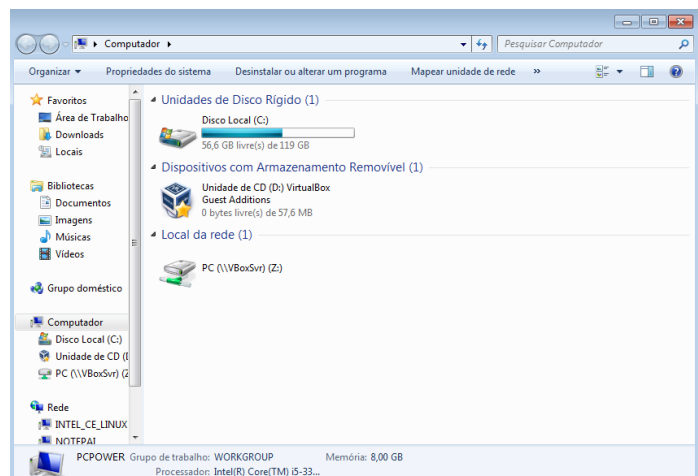 Computador
Pesquisar Computador
Organizar
Propriedades do sistema
Desinstalar ou alterar um programa
Mapear unidade de rede
»
Favoritos
Área de Trabalho
Downloads
Locais
Bibliotecas
Documentos
Imagens
Músicas
Vídeos
Grupo doméstico
Computador
Disco Local (C:)
Unidade de CD (D
PC (\\VBoxSvr) (Z
Rede
INTEL_CE_LINUX
NOTEPAI
Unidades de Disco Rígido (1)
Disco Local (C:)
56,6 GB livre(s) de 119 GB
Dispositivos com Armazenamento Removível (1)
Unidade de CD (D:) VirtualBox
Guest Additions
0 bytes livre(s) de 57,6 MB
Local da rede (1)
PC (\\VBoxSvr) (Z:)
PCPOWER Grupo de trabalho: WORKGROUP Memória: 8,00 GB
Processador: Intel(R) Core(TM) i5-33...